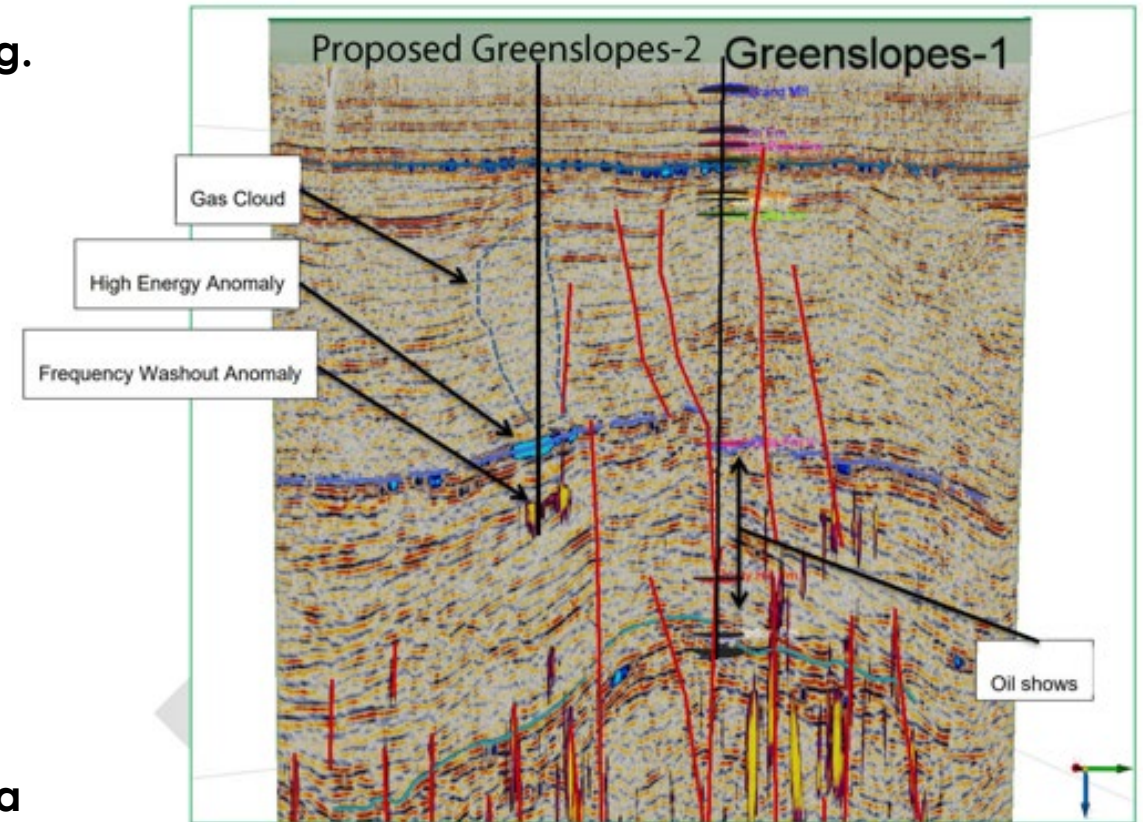 g.
Proposed Greenslopes-2
Greenslopes-1
Gas Cloud
High Energy Anomaly
Frequency Washout Anomaly
Oil shows
a